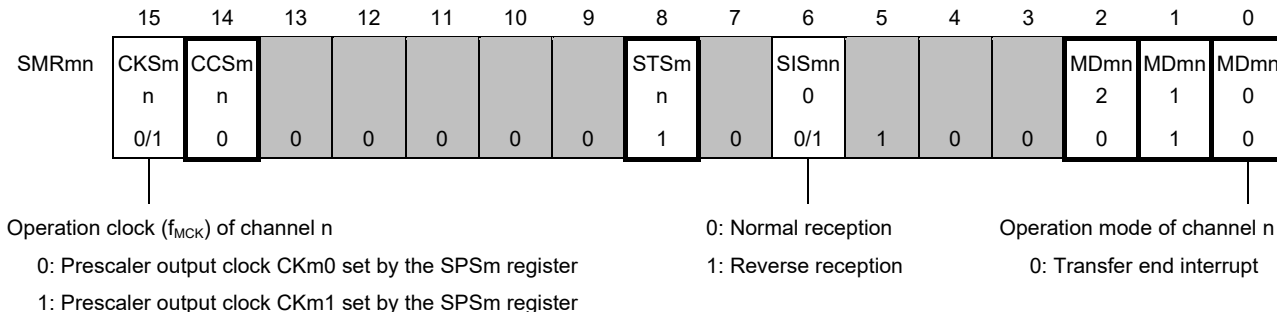 15 14 13 12 11 10 9 8 7 6 5 4 3 2 1 0
SMRmn CKSm CCSm STSm SISmn MDmn MDmn MDmn
n n n 0 2 1 0
0/1 0 0 0 0 0 0 1 0 0/1 1 0 0 0 1 0
Operation clock (fMCK) of channel n 0: Normal reception Operation mode of channel n
0: Prescaler output clock CKm0 set by the SPSm register 1: Reverse reception 0: Transfer end interrupt
1: Prescaler output clock CKm1 set by the SPSm register